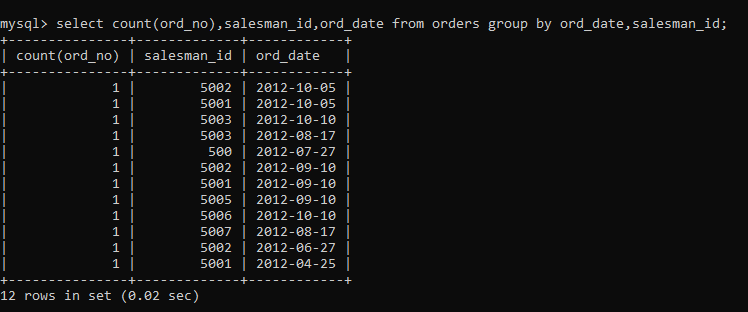 mysql> select count(ord_no),salesman_id,ord_date from orders group by ord_date,salesman_id;
+---------------+-------------+------------+
| count(ord_no) | salesman_id | ord_date   |
+---------------+-------------+------------+
|             1 |        5002 | 2012-10-05 |
|             1 |        5001 | 2012-10-05 |
|             1 |        5003 | 2012-10-10 |
|             1 |        5003 | 2012-08-17 |
|             1 |         500 | 2012-07-27 |
|             1 |        5002 | 2012-09-10 |
|             1 |        5001 | 2012-09-10 |
|             1 |        5005 | 2012-09-10 |
|             1 |        5006 | 2012-10-10 |
|             1 |        5007 | 2012-08-17 |
|             1 |        5002 | 2012-06-27 |
|             1 |        5001 | 2012-04-25 |
+---------------+-------------+------------+
12 rows in set (0.02 sec)